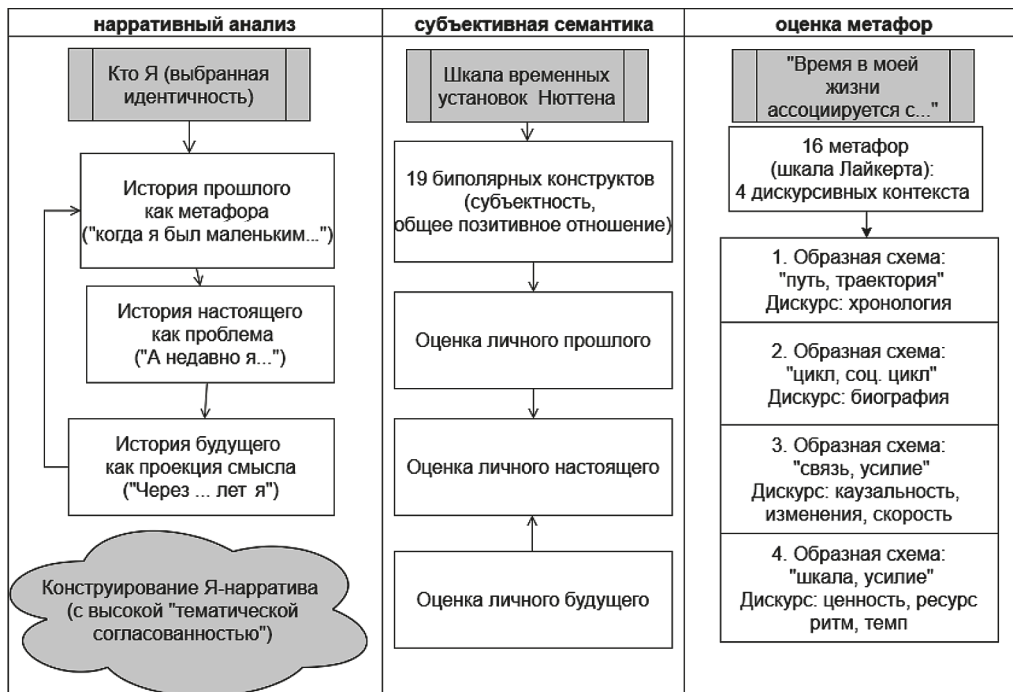 нарративный анализ
Кто Я (выбранная
идентичность)
История прошлого
как метафора
("когда я был маленьким...")
История настоящего
как проблема
("А недавно я...")
История будущего
как проекция смысла
("Через ... лет я")
Конструирование Я-нарратива
(с высокой "тематической
согласованностью")
субъективная семантика
Шкала временных
установок Нюттена
19 биполярных конструктов
(субъектность,
общее позитивное отношение)
Оценка личного прошлого
Оценка личного настоящего
Оценка личного будущего
оценка метафор
"Время в моей
жизни
ассоциируется с..."
16 метафор
(шкала Лайкерта):
4 дискурсивных контекста
1. Образная схема:
"путь, траектория"
Дискурс: хронология
2. Образная схема:
"цикл, соц. цикл"
Дискурс: биография
3. Образная схема:
"связь, усилие"
Дискурс: каузальность,
изменения, скорость
4. Образная схема:
"шкала, усилие"
Дискурс: ценность, ресурс
ритм, темп